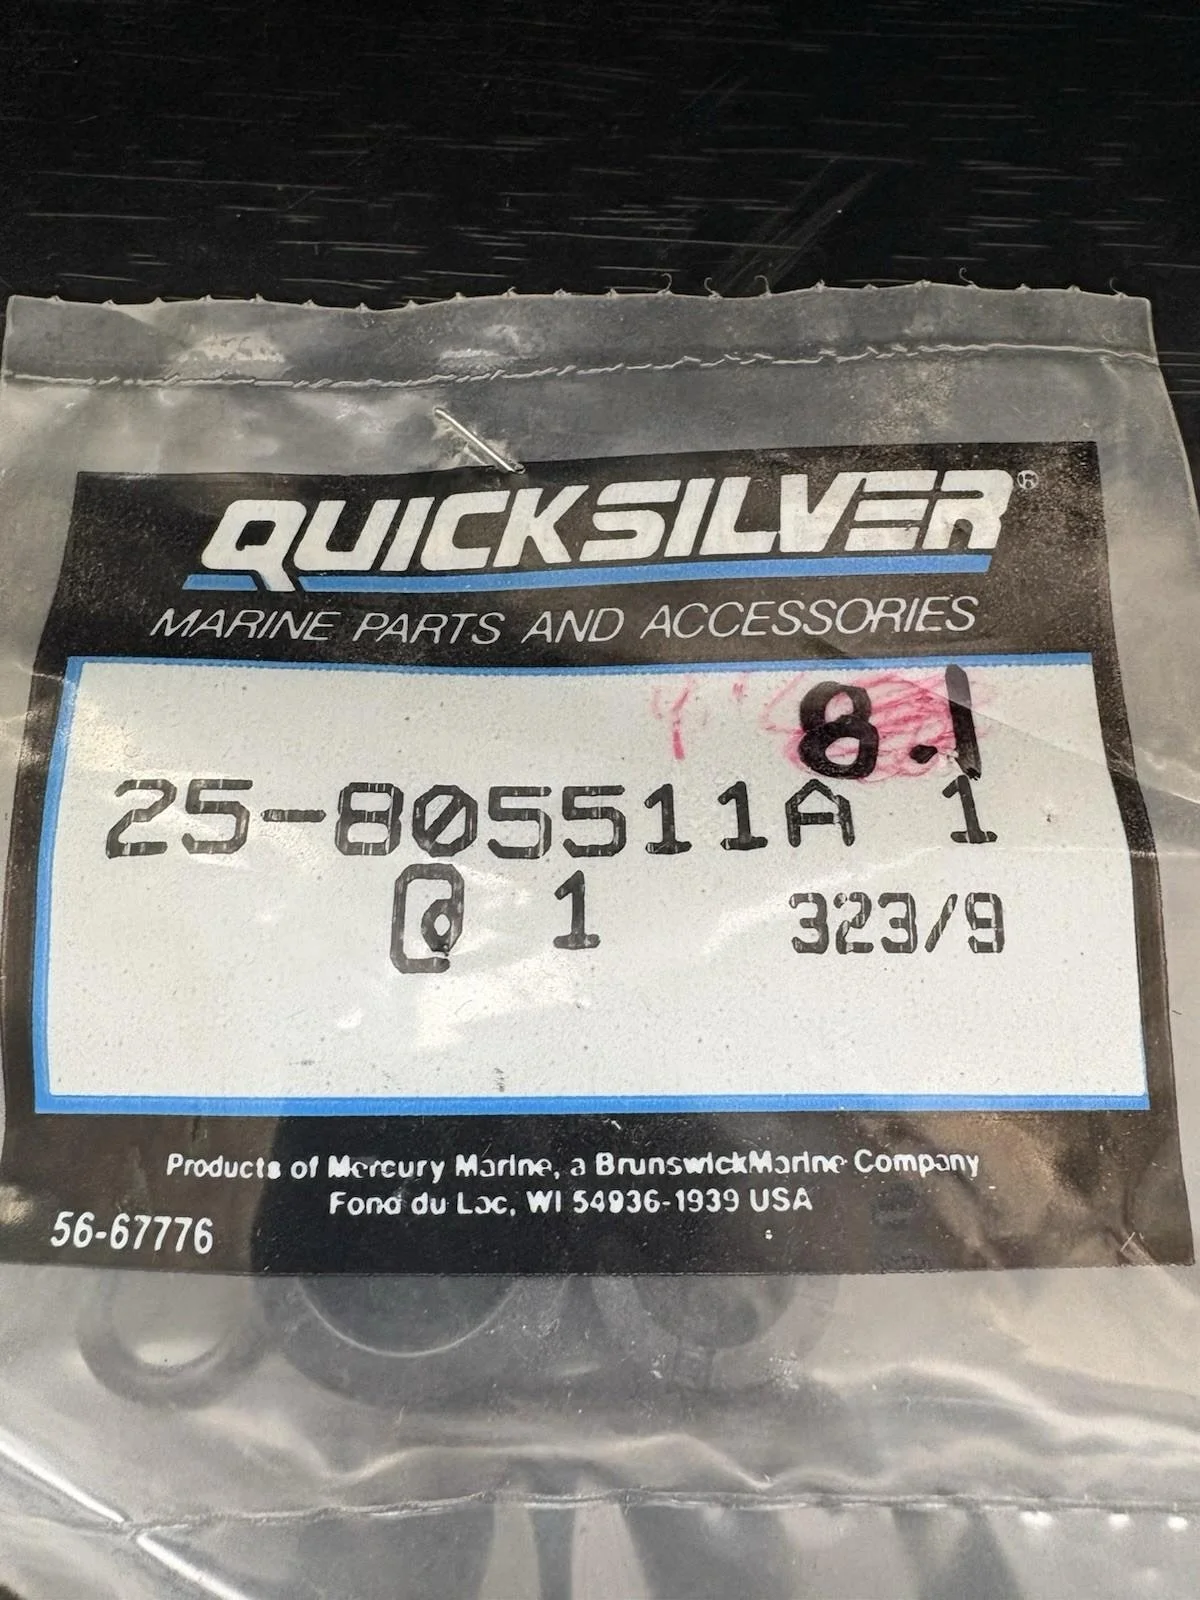 QUICKSILVER®
MARINE PARTS AND ACCESSORIES
8.1
25-805511A 1
@ 1 323/9
Products of Mercury Marine, a BrunswickMarine Company
Fond du Lac, WI 54936-1939 USA
56-67776